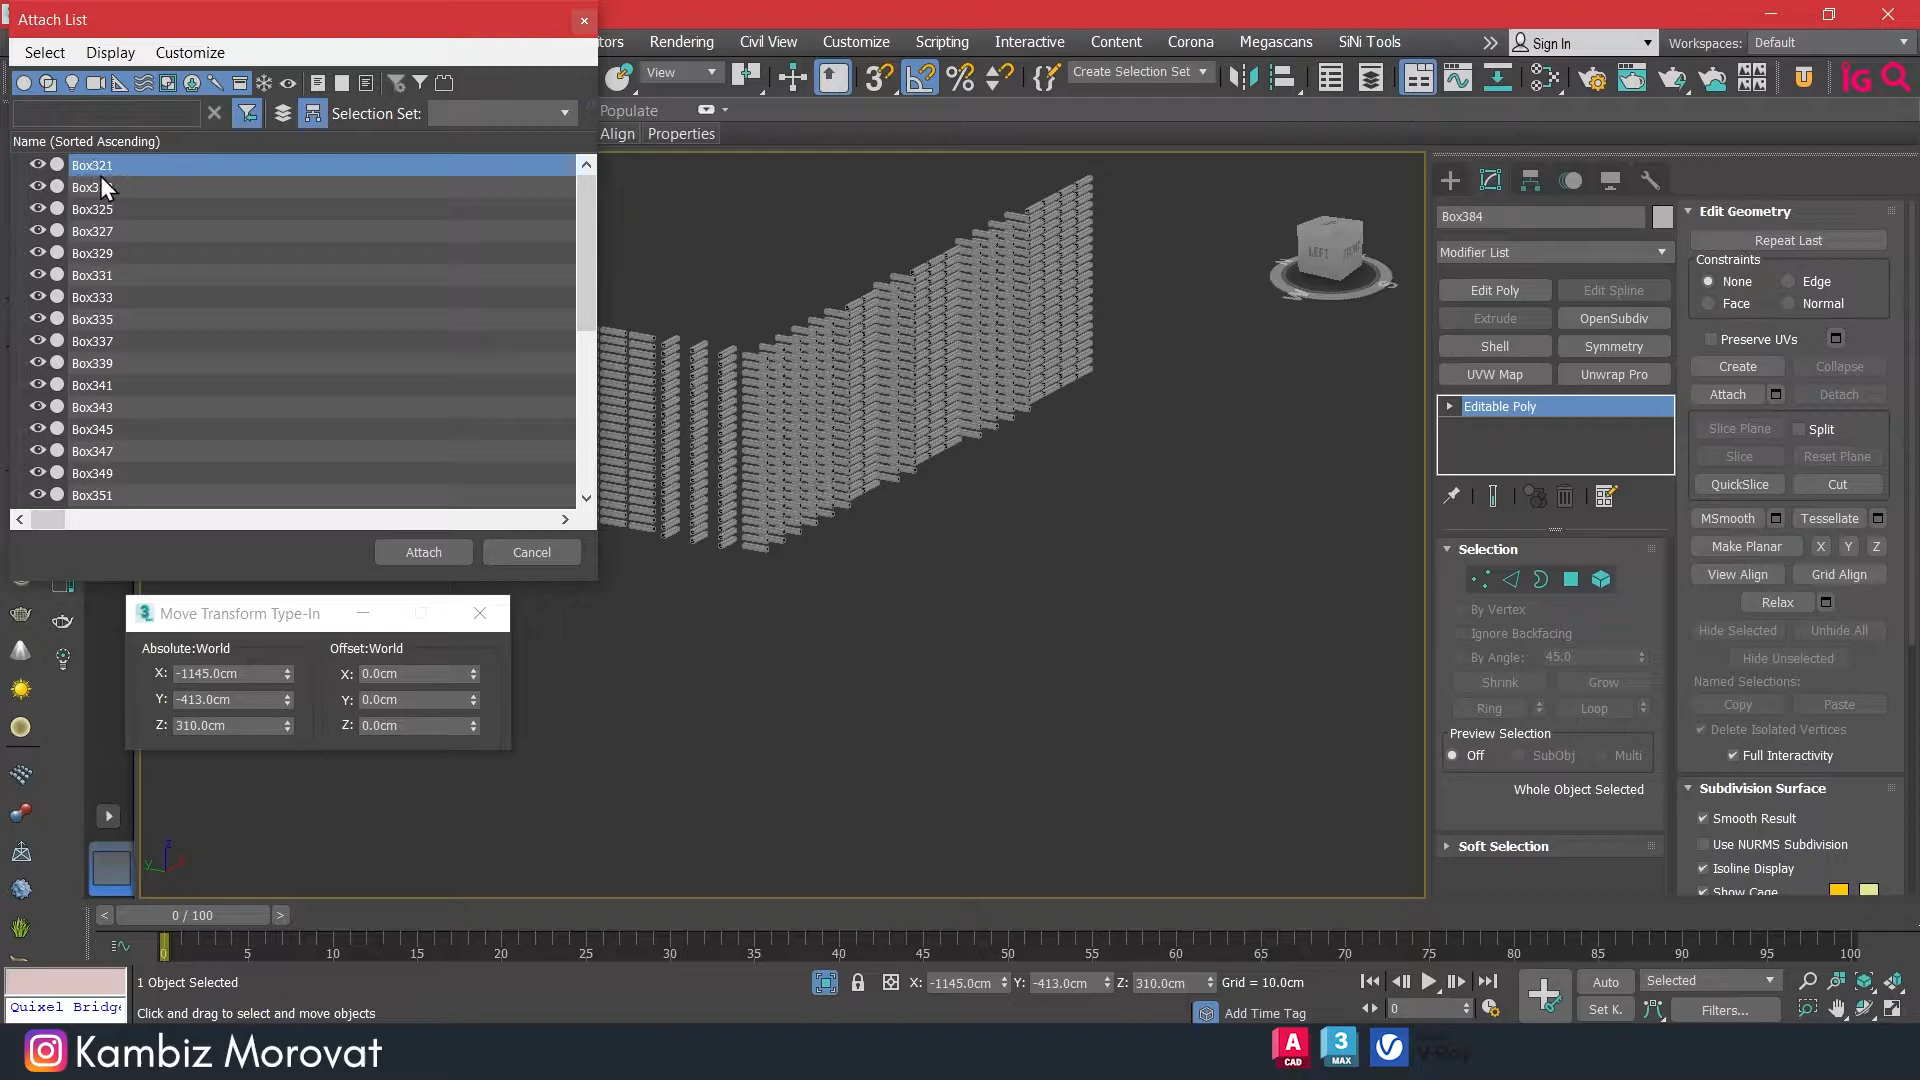 Attach List
Select Display Customize
Selection Set:
Name (Sorted Ascending)
Box321
Box325
Box327
Box329
Box331
Box333
Box335
Box337
Box339
Box341
Box343
Box345
Box347
Box349
Box351
Attach Cancel
Rendering Civil View Customize Scripting Interactive Content Corona Megascans SiNi Tools
Sign In
Workspaces: Default
View
Create Selection Set
Populate
Align Properties
LEFT FRONT
Box384
Modifier List
Edit Poly Edit Spline
Extrude OpenSubdiv
Shell Symmetry
UVW Map Unwrap Pro
Editable Poly
Selection
By Vertex
Ignore Backfacing
By Angle: 45.0
Shrink Grow
Ring Loop
Preview Selection
Off SubObj Multi
Whole Object Selected
Soft Selection
Edit Geometry
Repeat Last
Constraints
None Edge
Face Normal
Preserve UVs
Create Collapse
Attach Detach
Slice Plane Split
Slice Reset Plane
QuickSlice Cut
MSmooth Tessellate
Make Planar X Y Z
View Align Grid Align
Relax
Hide Selected Unhide All
Hide Unselected
Named Selections:
Copy Paste
Delete Isolated Vertices
Full Interactivity
Subdivision Surface
Smooth Result
Use NURMS Subdivision
Isoline Display
Show Cage
Move Transform Type-In
Absolute:World Offset:World
X: -1145.0cm X: 0.0cm
Y: -413.0cm Y: 0.0cm
Z: 310.0cm Z: 0.0cm
z
y
0 / 100
0 5 10 15 20 25 30 35 40 45 50 55 60 65 70 75 80 85 90 95 100
1 Object Selected
X: -1145.0cm Y: -413.0cm Z: 310.0cm Grid = 10.0cm
Auto Selected
Quixel Bridge
Click and drag to select and move objects
Add Time Tag
0
Set K. Filters...
Kambiz Morovat
A CAD
3 MAX